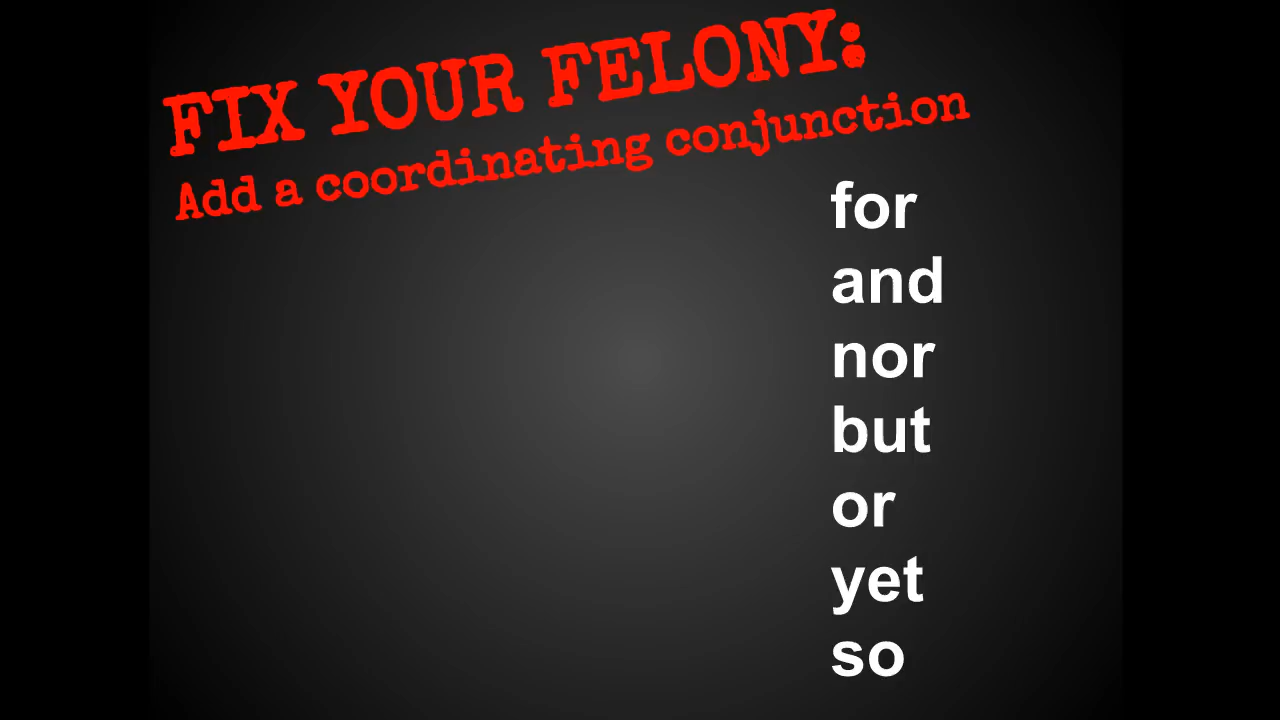 FIX YOUR FELONY:
Add a coordinating conjunction
for
and
nor
but
or
yet
so